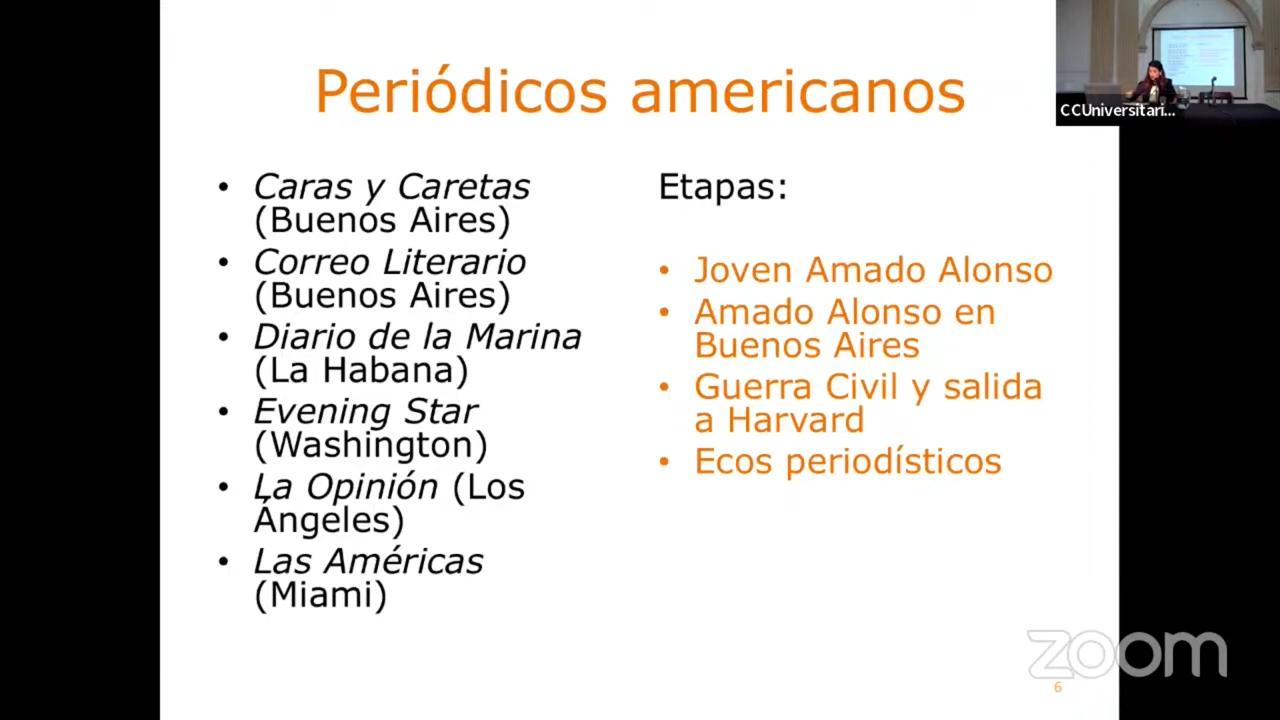 Periódicos americanos
CCUniversitari...
• Caras y Caretas
(Buenos Aires)
• Correo Literario
(Buenos Aires)
• Diario de la Marina
(La Habana)
• Evening Star
(Washington)
• La Opinión (Los
Ángeles)
• Las Américas
(Miami)
Etapas:
• Joven Amado Alonso
• Amado Alonso en
Buenos Aires
• Guerra Civil y salida
a Harvard
• Ecos periodísticos
zoom
6